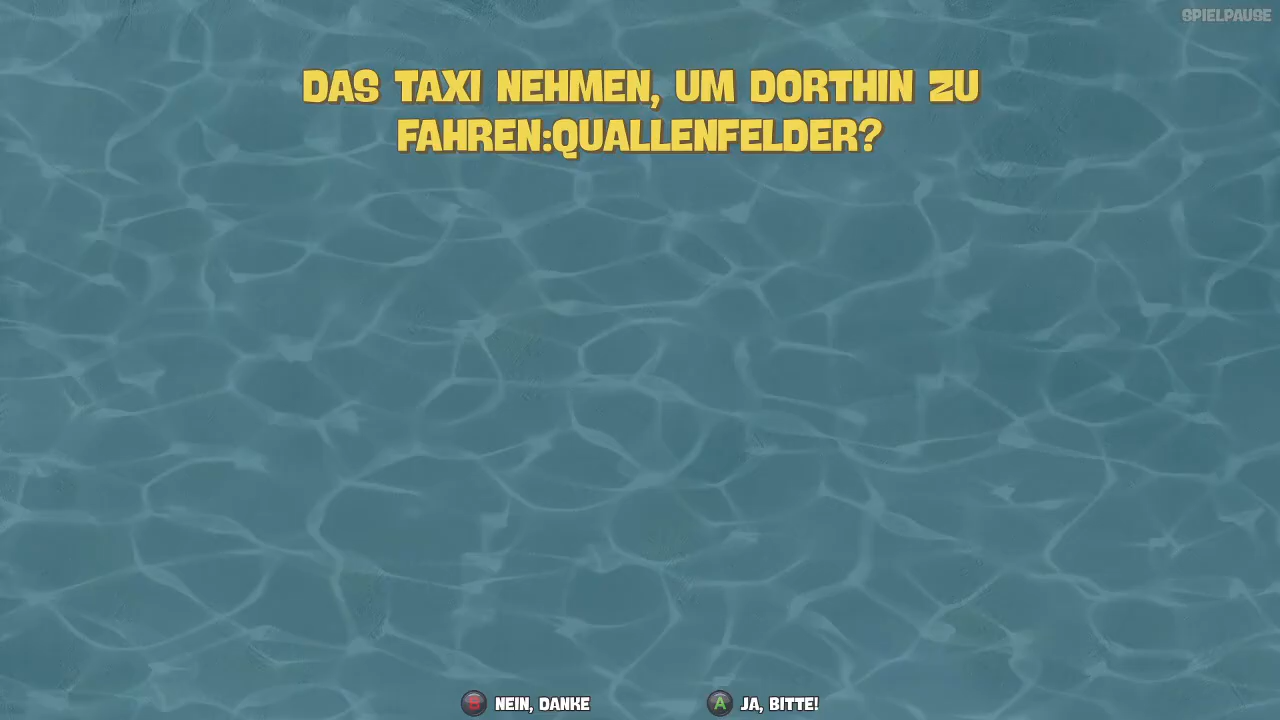 SPIELPAUSE
DAS TAXI NEHMEN, UM DORTHIN ZU
FAHREN:QUALLENFELDER?
B NEIN, DANKE A JA, BITTE!